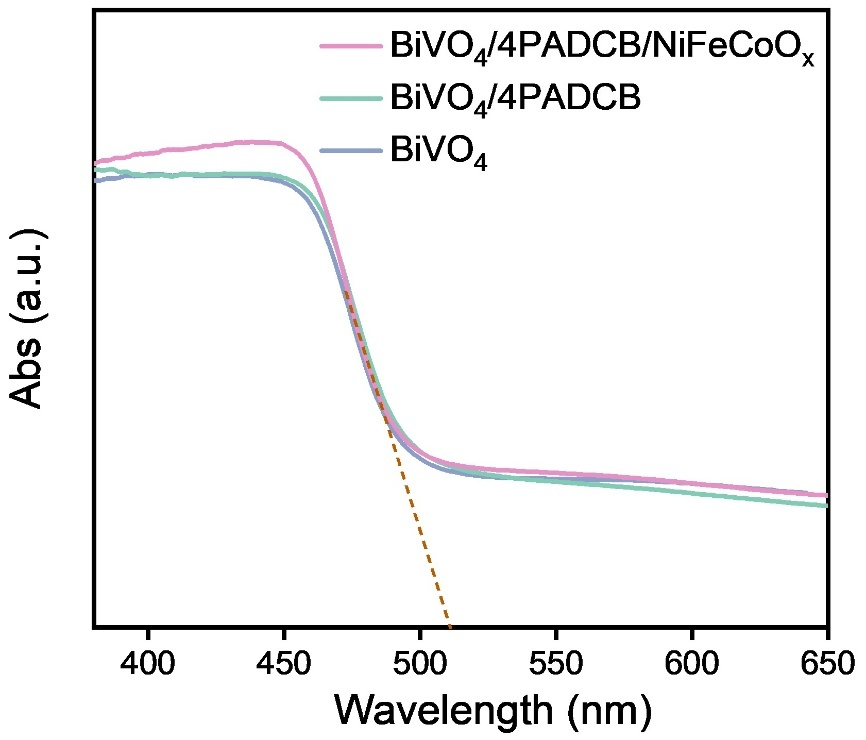 BiVO₄/4PADCB/NiFeCoOₓ
BiVO₄/4PADCB
BiVO₄
Abs (a.u.)
400 450 500 550 600 650
Wavelength (nm)